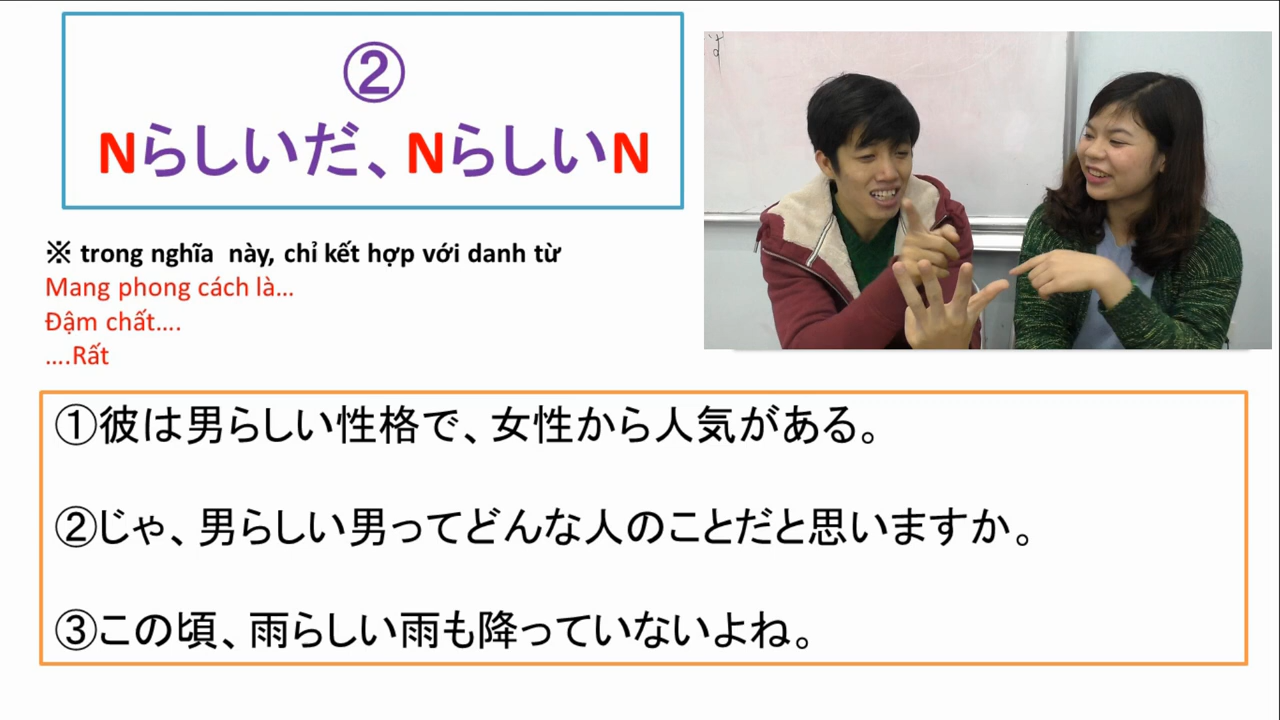 ②
Nらしいだ、NらしいN
※ trong nghĩa này, chỉ kết hợp với danh từ
Mang phong cách là...
Đậm chất....
....Rất
①彼は男らしい性格で、女性から人気がある。
②じゃ、男らしい男ってどんな人のことだと思いますか。
③この頃、雨らしい雨も降っていないよね。